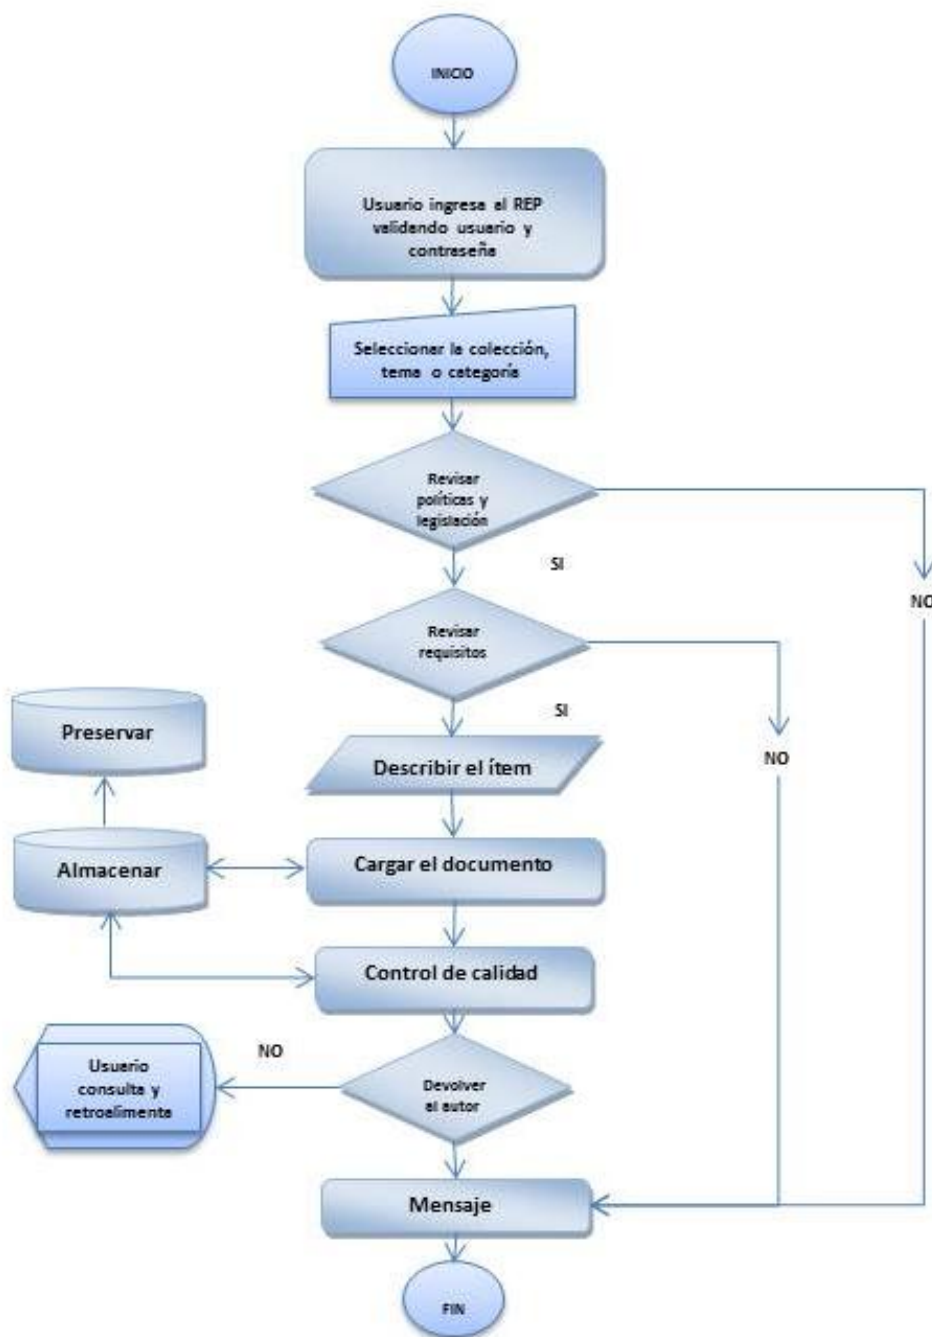 INICIO
Usuario ingresa al REP
validando usuario y
contraseña
Seleccionar la colección,
tema o categoría
Revisar
políticas y
legislación
SI
NO
Revisar
requisitos
SI
NO
Preservar
Describir el ítem
Almacenar
Cargar el documento
Control de calidad
NO
Usuario
consulta y
retroalimenta
Devolver
al autor
Mensaje
FIN